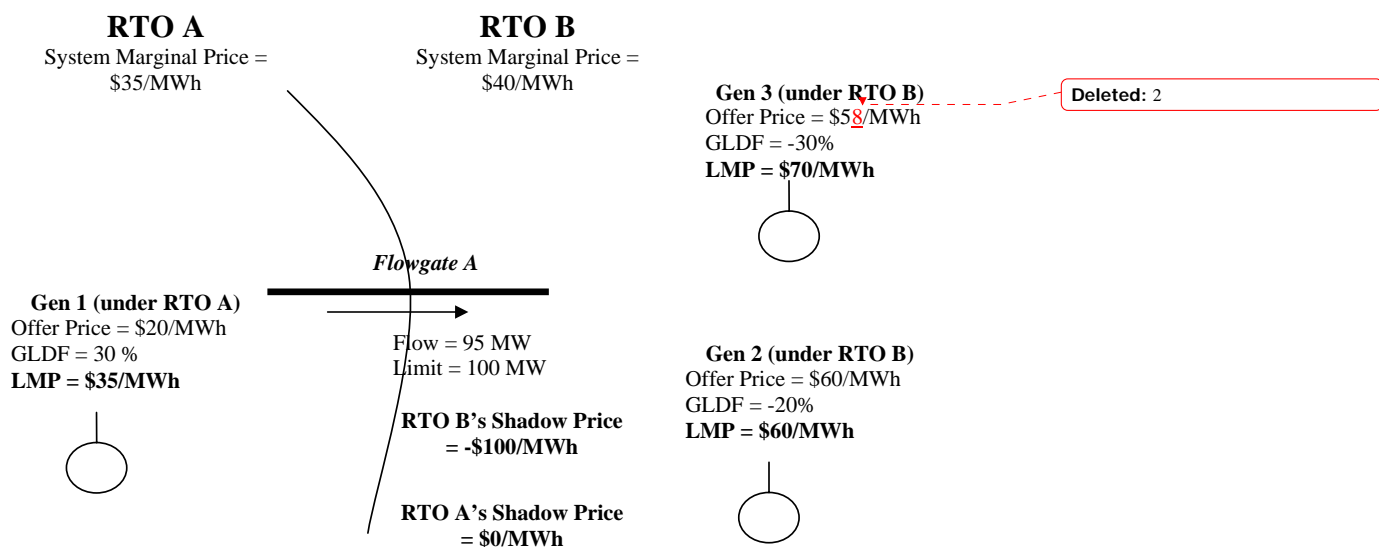 RTO A
System Marginal Price =
$35/MWh
RTO B
System Marginal Price =
$40/MWh
Gen 3 (under RTO B)
Offer Price = $58/MWh
GLDF = -30%
LMP = $70/MWh
Deleted: 2
Flowgate A
Gen 1 (under RTO A)
Offer Price = $20/MWh
GLDF = 30 %
LMP = $35/MWh
Flow = 95 MW
Limit = 100 MW
Gen 2 (under RTO B)
Offer Price = $60/MWh
GLDF = -20%
LMP = $60/MWh
RTO B's Shadow Price
= -$100/MWh
RTO A's Shadow Price
= $0/MWh